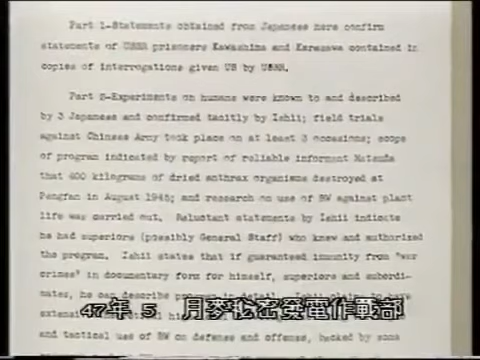 Part 1-Statements obtained from Japanese here confirm
statements of USSR prisoners Kawashima and Karasawa contained in
copies of interrogations given US by USSR.
Part 2-Experiments on humans were known to and described
by 3 Japanese and confirmed tacitly by Ishii; field trials
against Chinese Army took place on at least 3 occasions; scope
of program indicated by report of reliable informant Matsuda
that 400 kilograms of dried anthrax organisms destroyed at
Pingfan in August 1945; and research on use of BW against plant
life was carried out. Reluctant statements by Ishii indicate
he had superiors (possibly General Staff) who knew and authorized
the program. Ishii states that if guaranteed immunity from "war
crimes" in documentary form for himself, superiors and subordi-
nates, he can describe program in detail. Ishii claims to have
47年 5 月麥 電作戰部
and tactical use of BW on defense and offense, backed by some